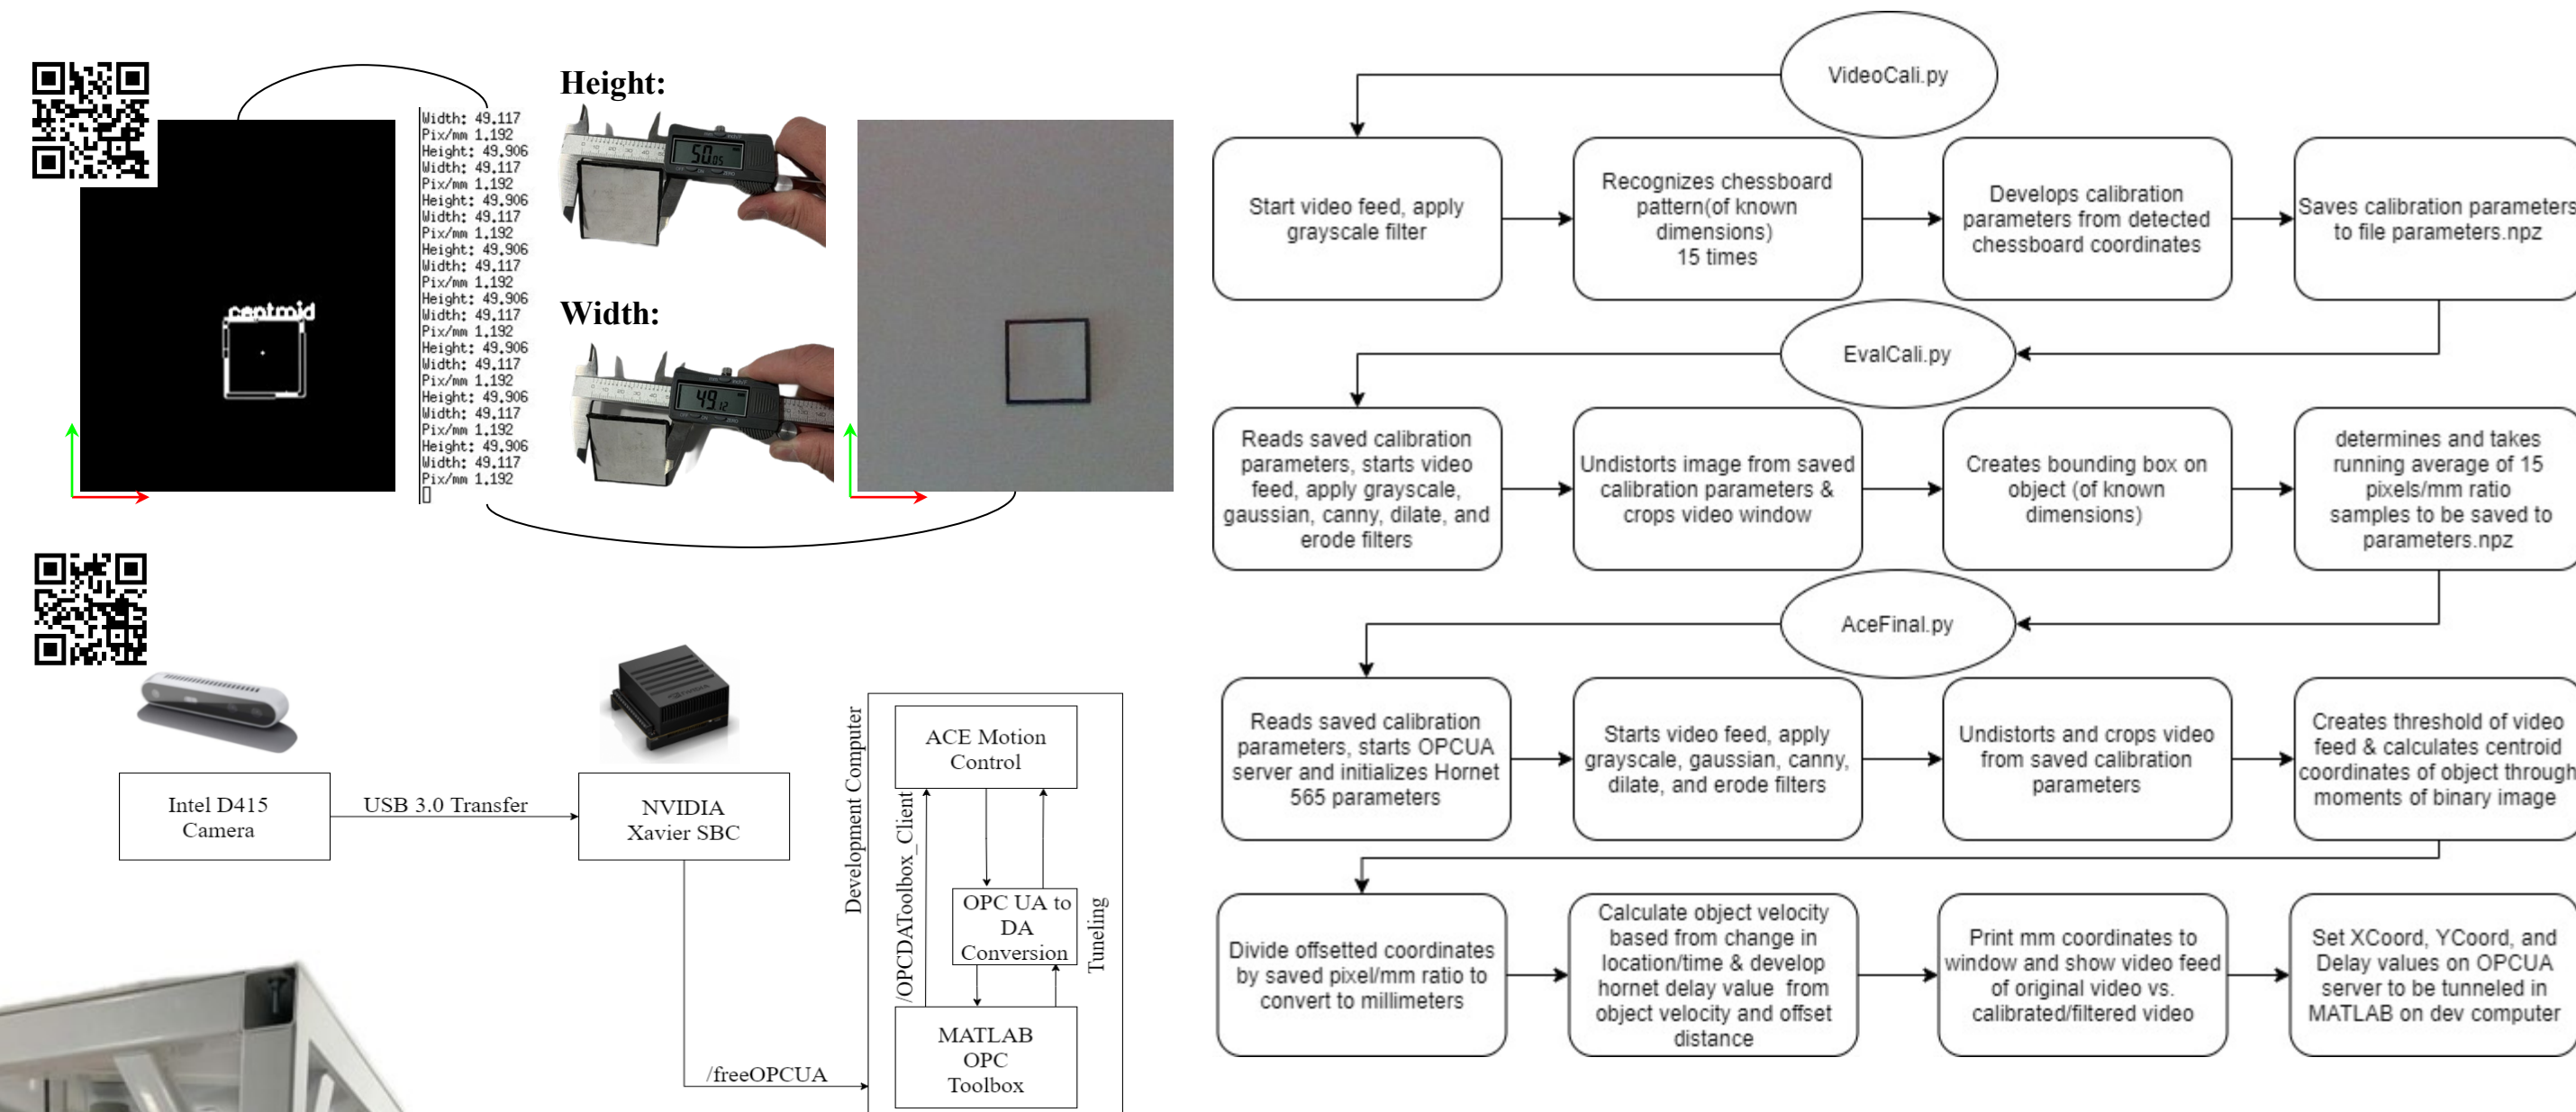 Height:
Width: 49.117
Pix/mm 1.192
Height: 49.906
Width: 49.117
Pix/mm 1.192
Height: 49.906
Width: 49.117
Pix/mm 1.192
Height: 49.906
Width: 49.117
Pix/mm 1.192
Height: 49.906
Width: 49.117
Pix/mm 1.192
Height: 49.906
Width: 49.117
Pix/mm 1.192
Height: 49.906
Width: 49.117
Pix/mm 1.192
Height: 49.906
Width: 49.117
Pix/mm 1.192
50.05
Width:
49.12
centroid
Intel D415
Camera
USB 3.0 Transfer
NVIDIA
Xavier SBC
/freeOPCUA
Development Computer
ACE Motion
Control
/OPCDAToolbox_Client
OPC UA to
DA
Conversion
Tuneling
MATLAB
OPC
Toolbox
VideoCali.py
Start video feed, apply
grayscale filter
Recognizes chessboard
pattern(of known
dimensions)
15 times
Develops calibration
parameters from detected
chessboard coordinates
Saves calibration parameters
to file parameters.npz
EvalCali.py
Reads saved calibration
parameters, starts video
feed, apply grayscale,
gaussian, canny, dilate, and
erode filters
Undistorts image from saved
calibration parameters &
crops video window
Creates bounding box on
object (of known
dimensions)
determines and takes
running average of 15
pixels/mm ratio
samples to be saved to
parameters.npz
AceFinal.py
Reads saved calibration
parameters, starts OPCUA
server and initializes Hornet
565 parameters
Starts video feed, apply
grayscale, gaussian, canny,
dilate, and erode filters
Undistorts and crops video
from saved calibration
parameters
Creates threshold of video
feed & calculates centroid
coordinates of object through
moments of binary image
Divide offsetted coordinates
by saved pixel/mm ratio to
convert to millimeters
Calculate object velocity
based from change in
location/time & develop
hornet delay value from
object velocity and offset
distance
Print mm coordinates to
window and show video feed
of original video vs.
calibrated/filtered video
Set XCoord, YCoord, and
Delay values on OPCUA
server to be tunneled in
MATLAB on dev computer